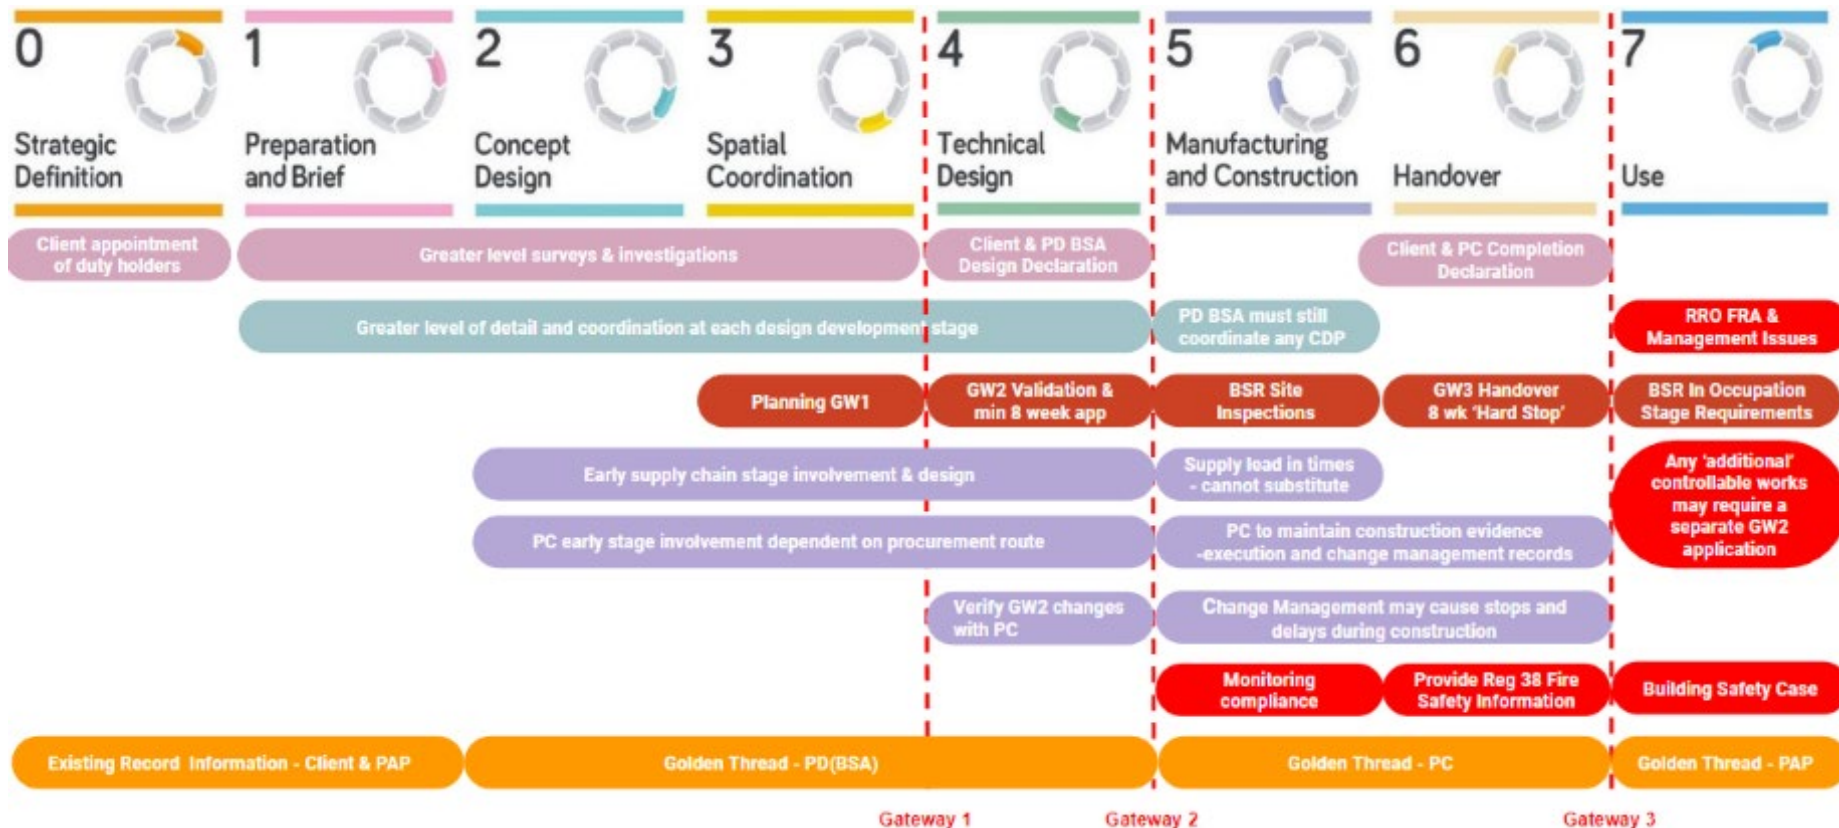 0
1
2
3
4
5
6
7
Strategic
Definition
Preparation
and Brief
Concept
Design
Spatial
Coordination
Technical
Design
Manufacturing
and Construction
Handover
Use
Client appointment
of duty holders
Greater level surveys & investigations
Client & PD BSA
Design Declaration
Client & PC Completion
Declaration
Greater level of detail and coordination at each design development stage
PD BSA must still
coordinate any CDP
RRO FRA &
Management Issues
Planning GW1
GW2 Validation &
min 8 week app
BSR Site
Inspections
GW3 Handover
8 wk 'Hard Stop'
BSR In Occupation
Stage Requirements
Early supply chain stage involvement & design
Supply lead in times
- cannot substitute
Any 'additional'
controllable works
may require a
separate GW2
application
PC early stage involvement dependent on procurement route
PC to maintain construction evidence
-execution and change management records
Verify GW2 changes
with PC
Change Management may cause stops and
delays during construction
Monitoring
compliance
Provide Reg 38 Fire
Safety Information
Building Safety Case
Existing Record Information - Client & PAP
Golden Thread - PD(BSA)
Golden Thread - PC
Golden Thread - PAP
Gateway 1
Gateway 2
Gateway 3